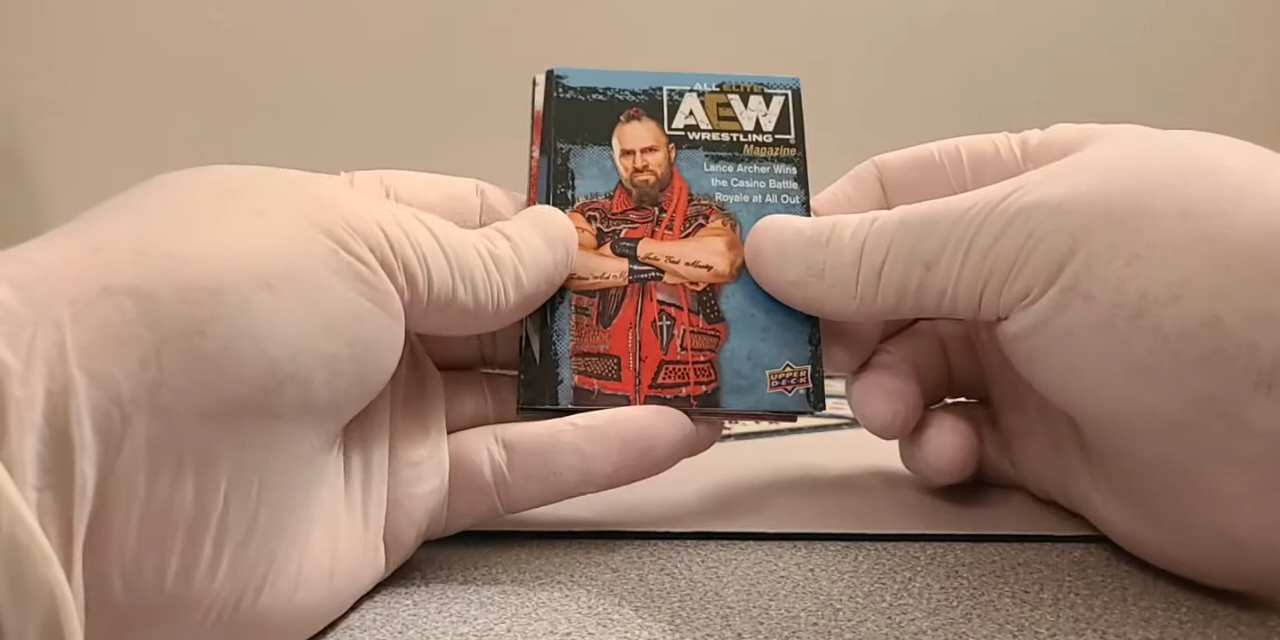 ALL ELITE
AEW
WRESTLING
Magazine
Lance Archer Wins
the Casino Battle
Royale at All Out
UPPER
DECK